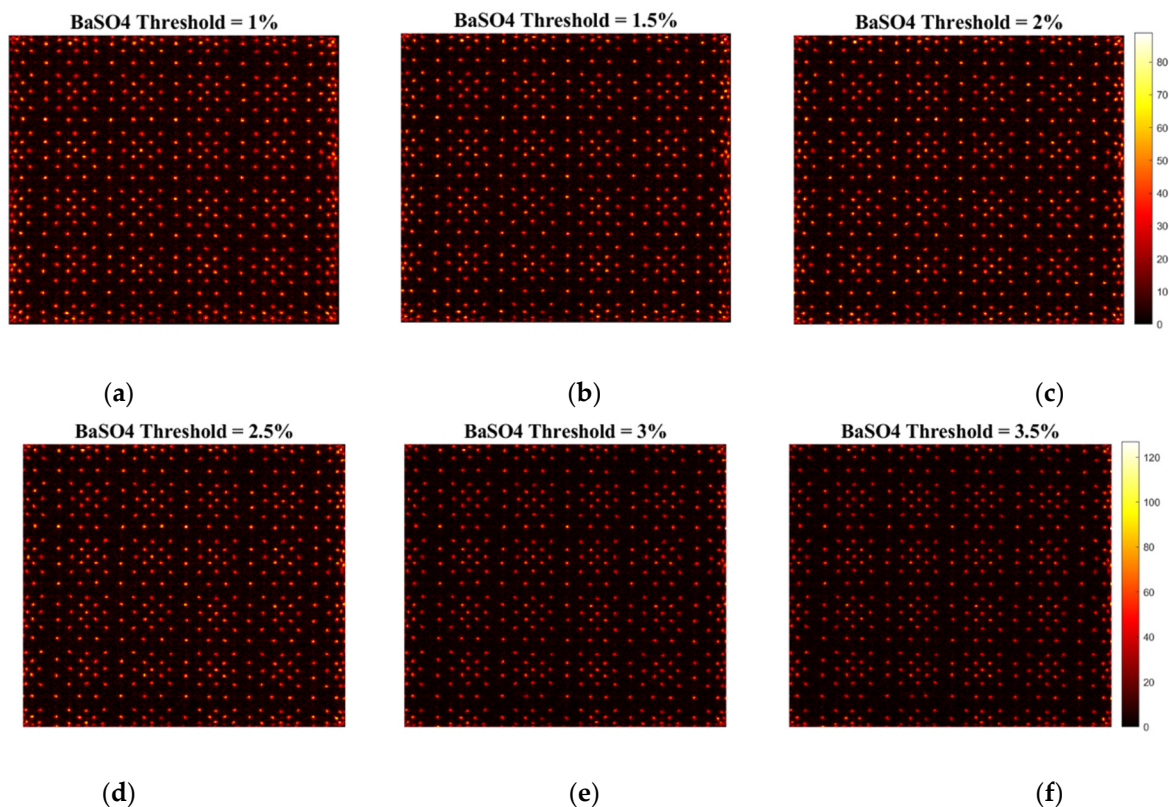 BaSO4 Threshold = 1%
BaSO4 Threshold = 1.5%
BaSO4 Threshold = 2%
80
70
60
50
40
30
20
10
0
(a)
(b)
(c)
BaSO4 Threshold = 2.5%
BaSO4 Threshold = 3%
BaSO4 Threshold = 3.5%
120
100
80
60
40
20
0
(d)
(e)
(f)